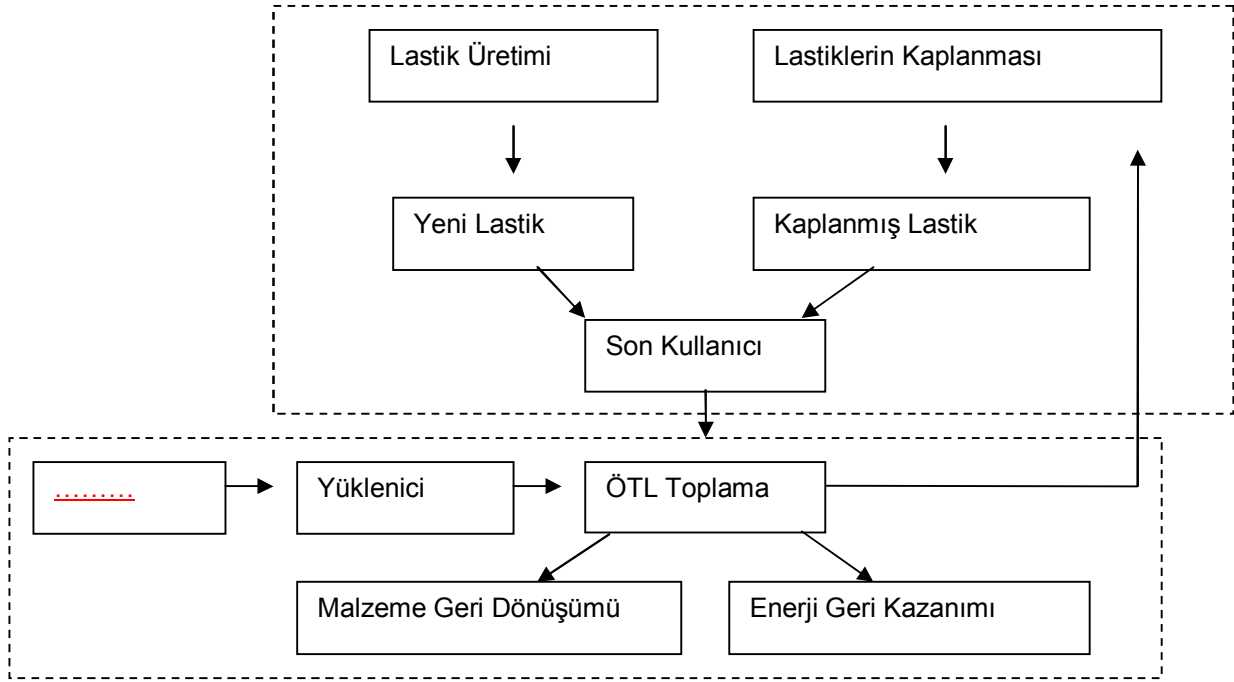 Lastik Üretimi
Lastiklerin Kaplanması
Yeni Lastik
Kaplanmış Lastik
Son Kullanıcı
.........
Yüklenici
ÖTL Toplama
Malzeme Geri Dönüşümü
Enerji Geri Kazanımı